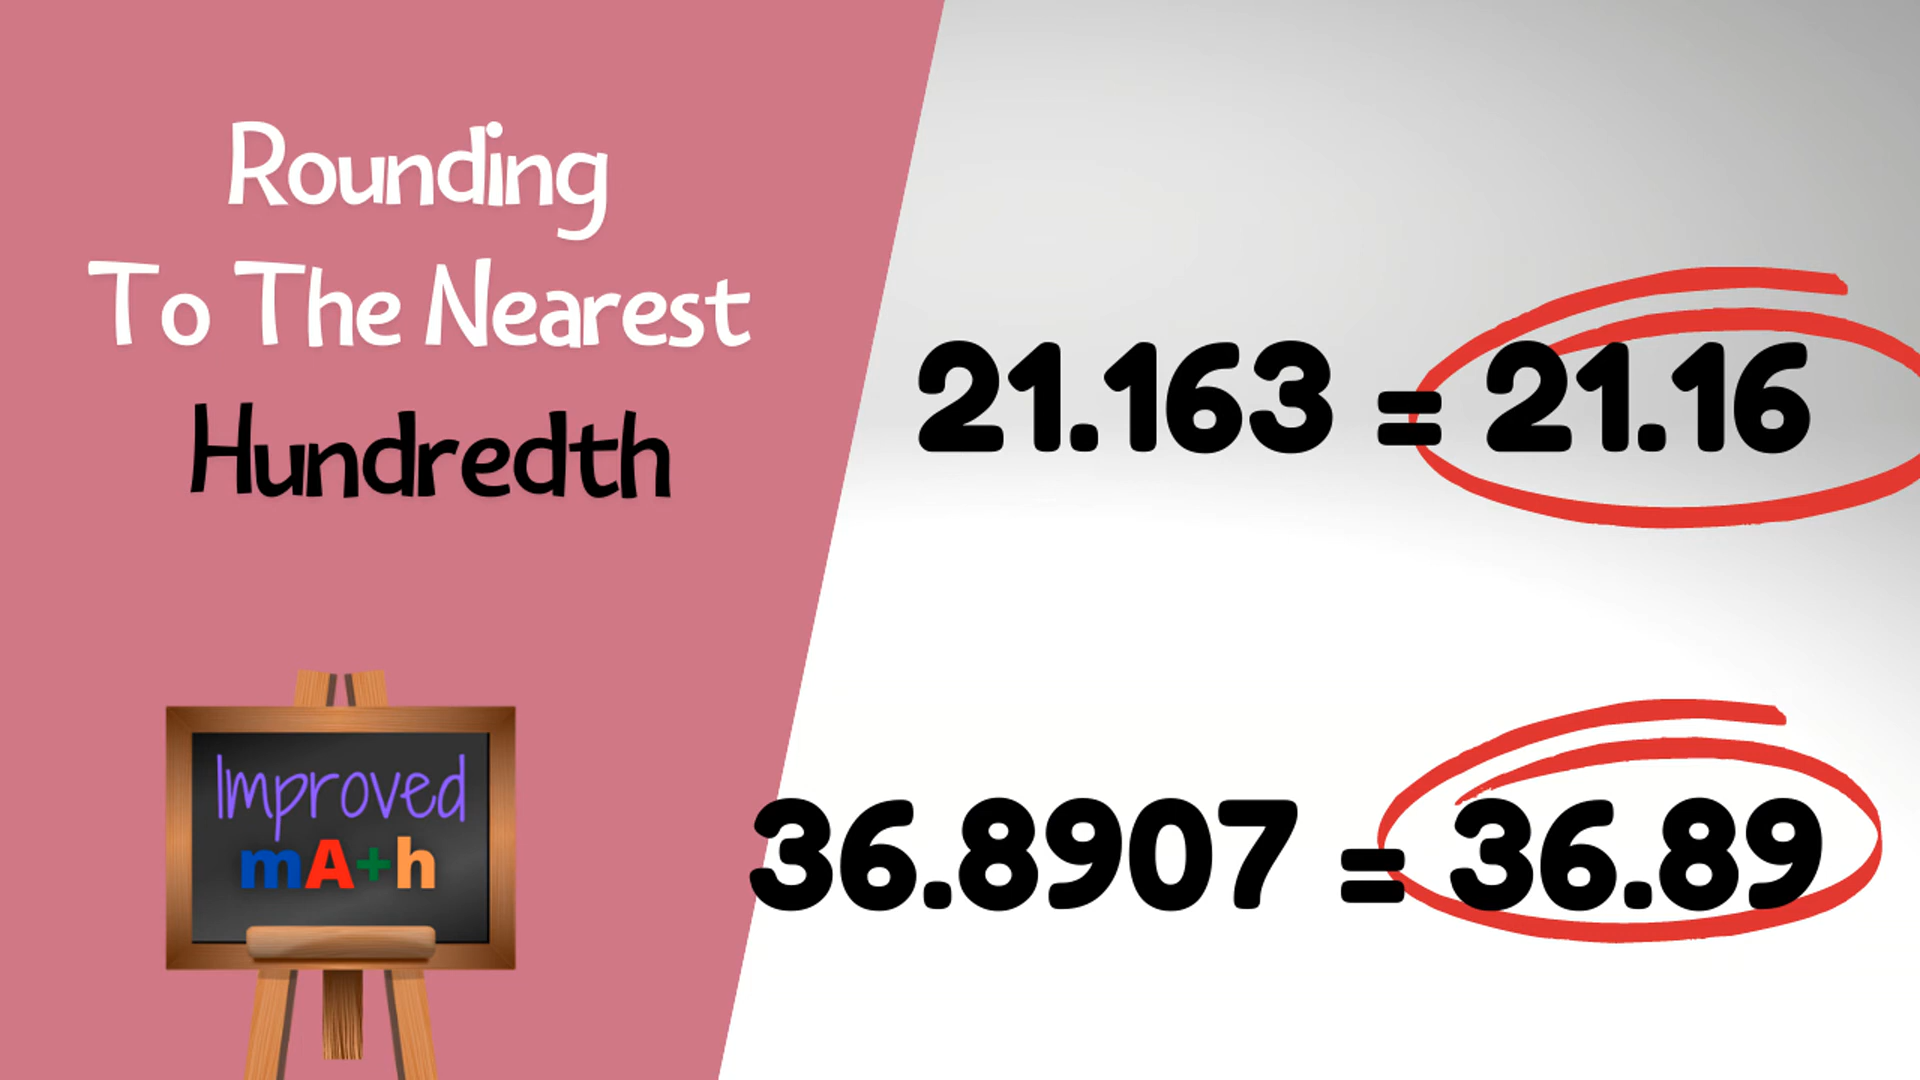 Rounding
To The Nearest
Hundredth
21.163 = 21.16
36.8907 = 36.89
Improved
mA+h